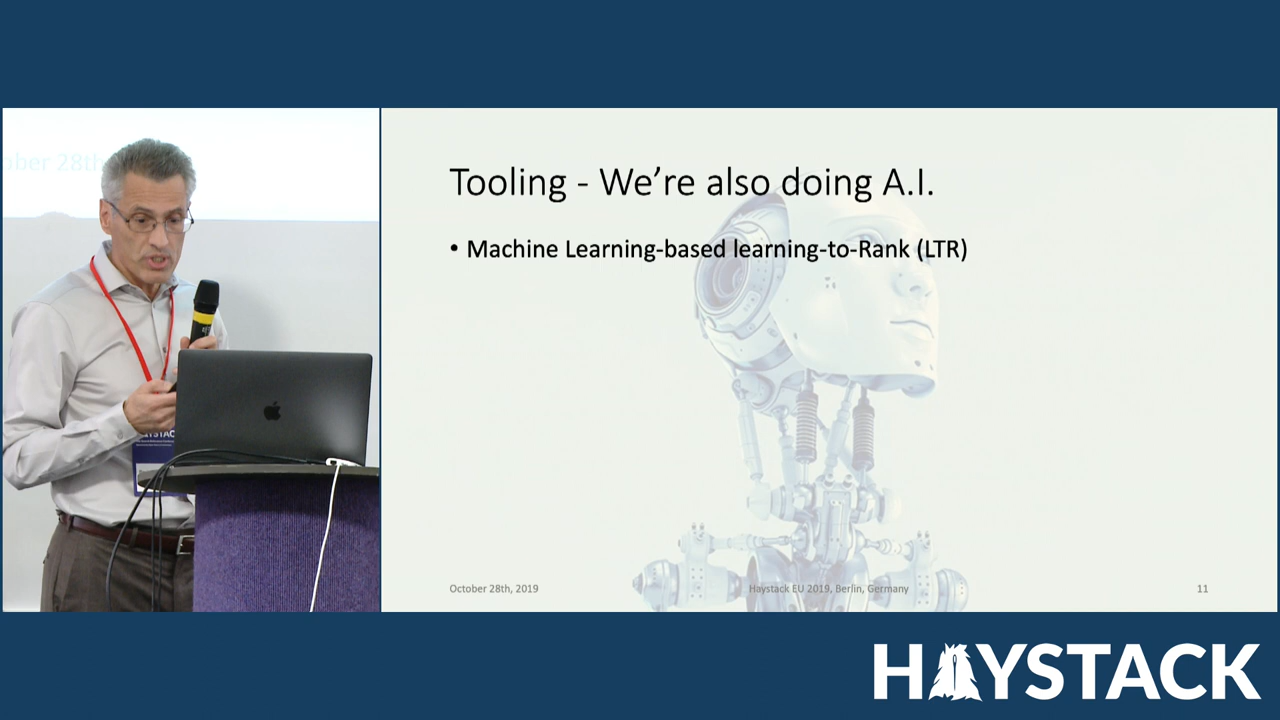 ober 28th
Tooling - We're also doing A.I.
• Machine Learning-based learning-to-Rank (LTR)
October 28th, 2019
Haystack EU 2019, Berlin, Germany
11
HAYSTACK